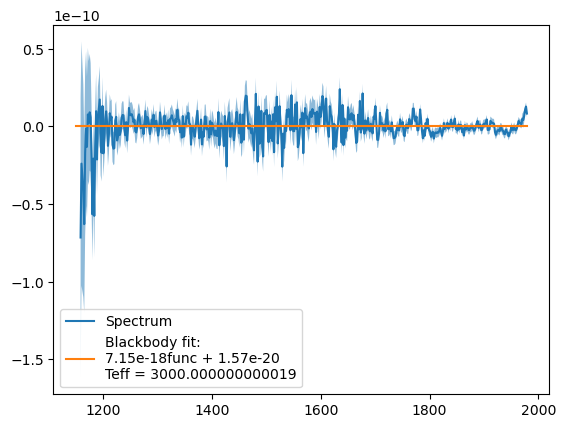 1e−10
0.5
0.0
−0.5
−1.0
−1.5
Spectrum
Blackbody fit:
7.15e-18func + 1.57e-20
Teff = 3000.000000000019
1200
1400
1600
1800
2000